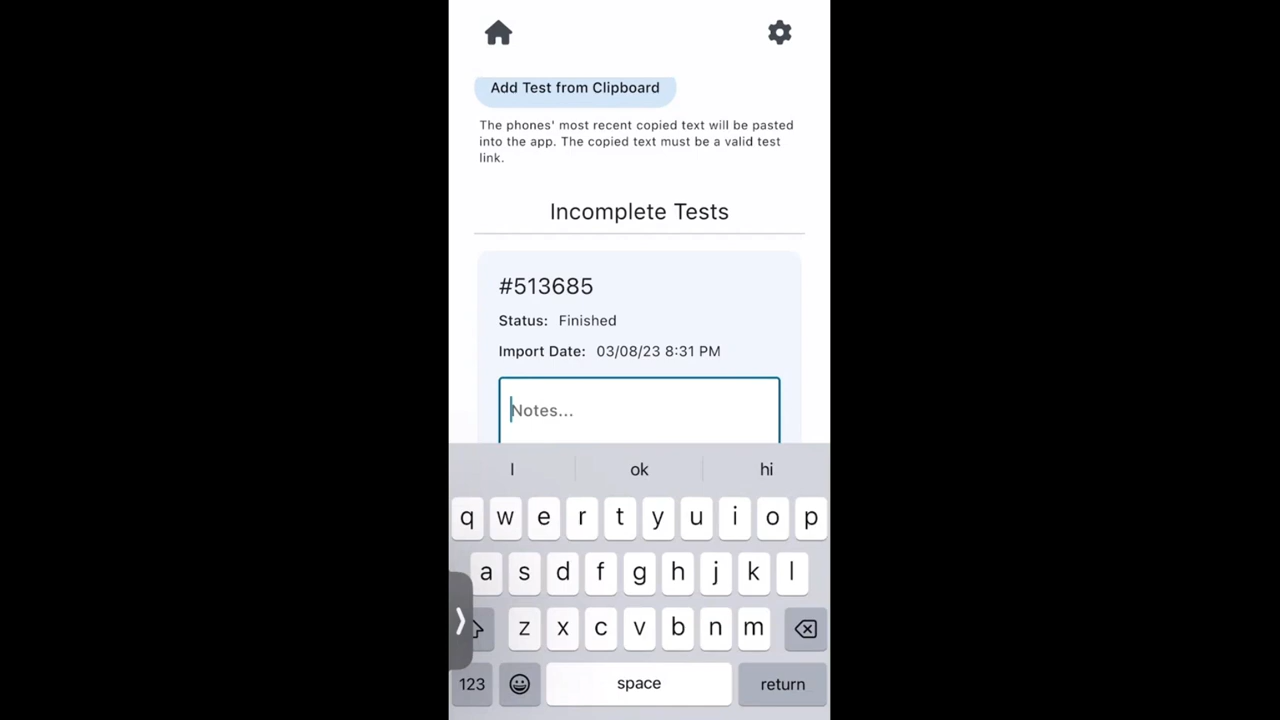 Add Test from Clipboard
The phones' most recent copied text will be pasted
into the app. The copied text must be a valid test
link.
Incomplete Tests
#513685
Status: Finished
Import Date: 03/08/23 8:31 PM
Notes...
I ok hi
q w e r t y u i o p
a s d f g h j k l
z x c v b n m
123 space return